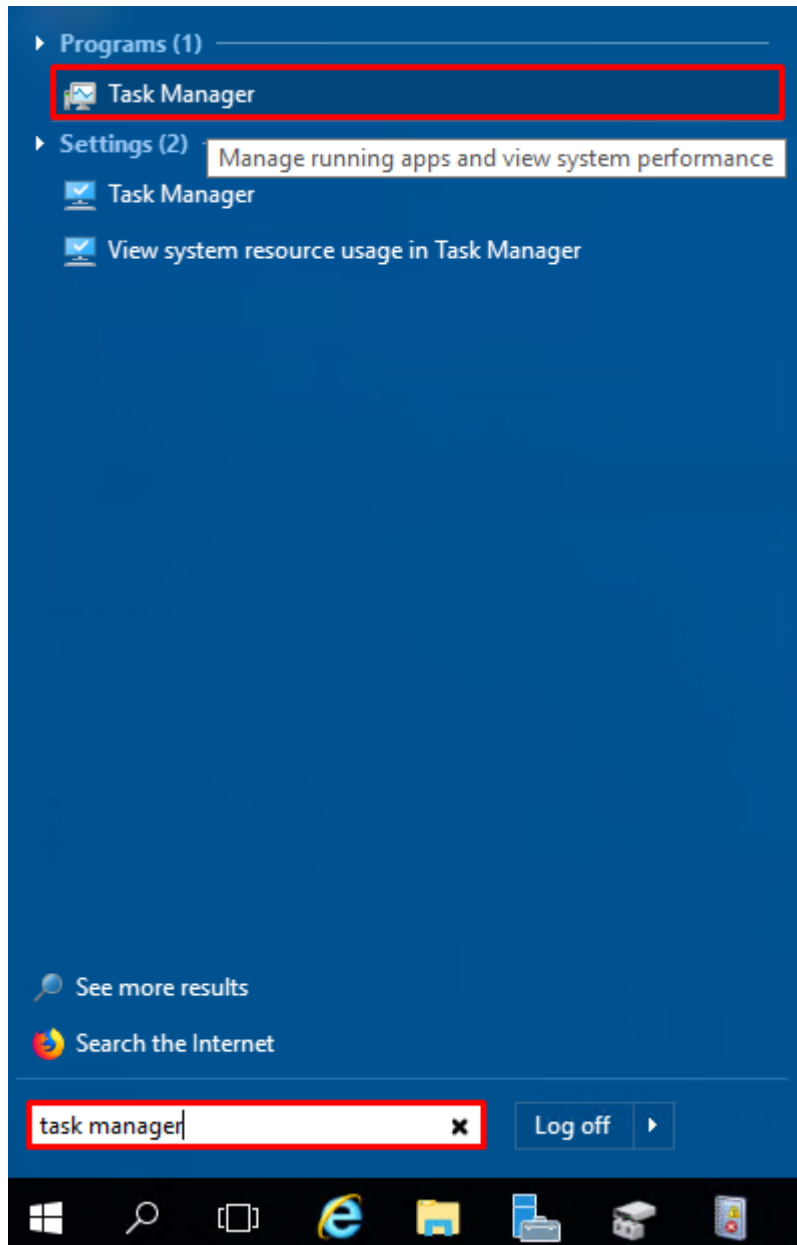 Programs (1)
Task Manager
Settings (2)
Manage running apps and view system performance
Task Manager
View system resource usage in Task Manager
See more results
Search the Internet
task manager
Log off